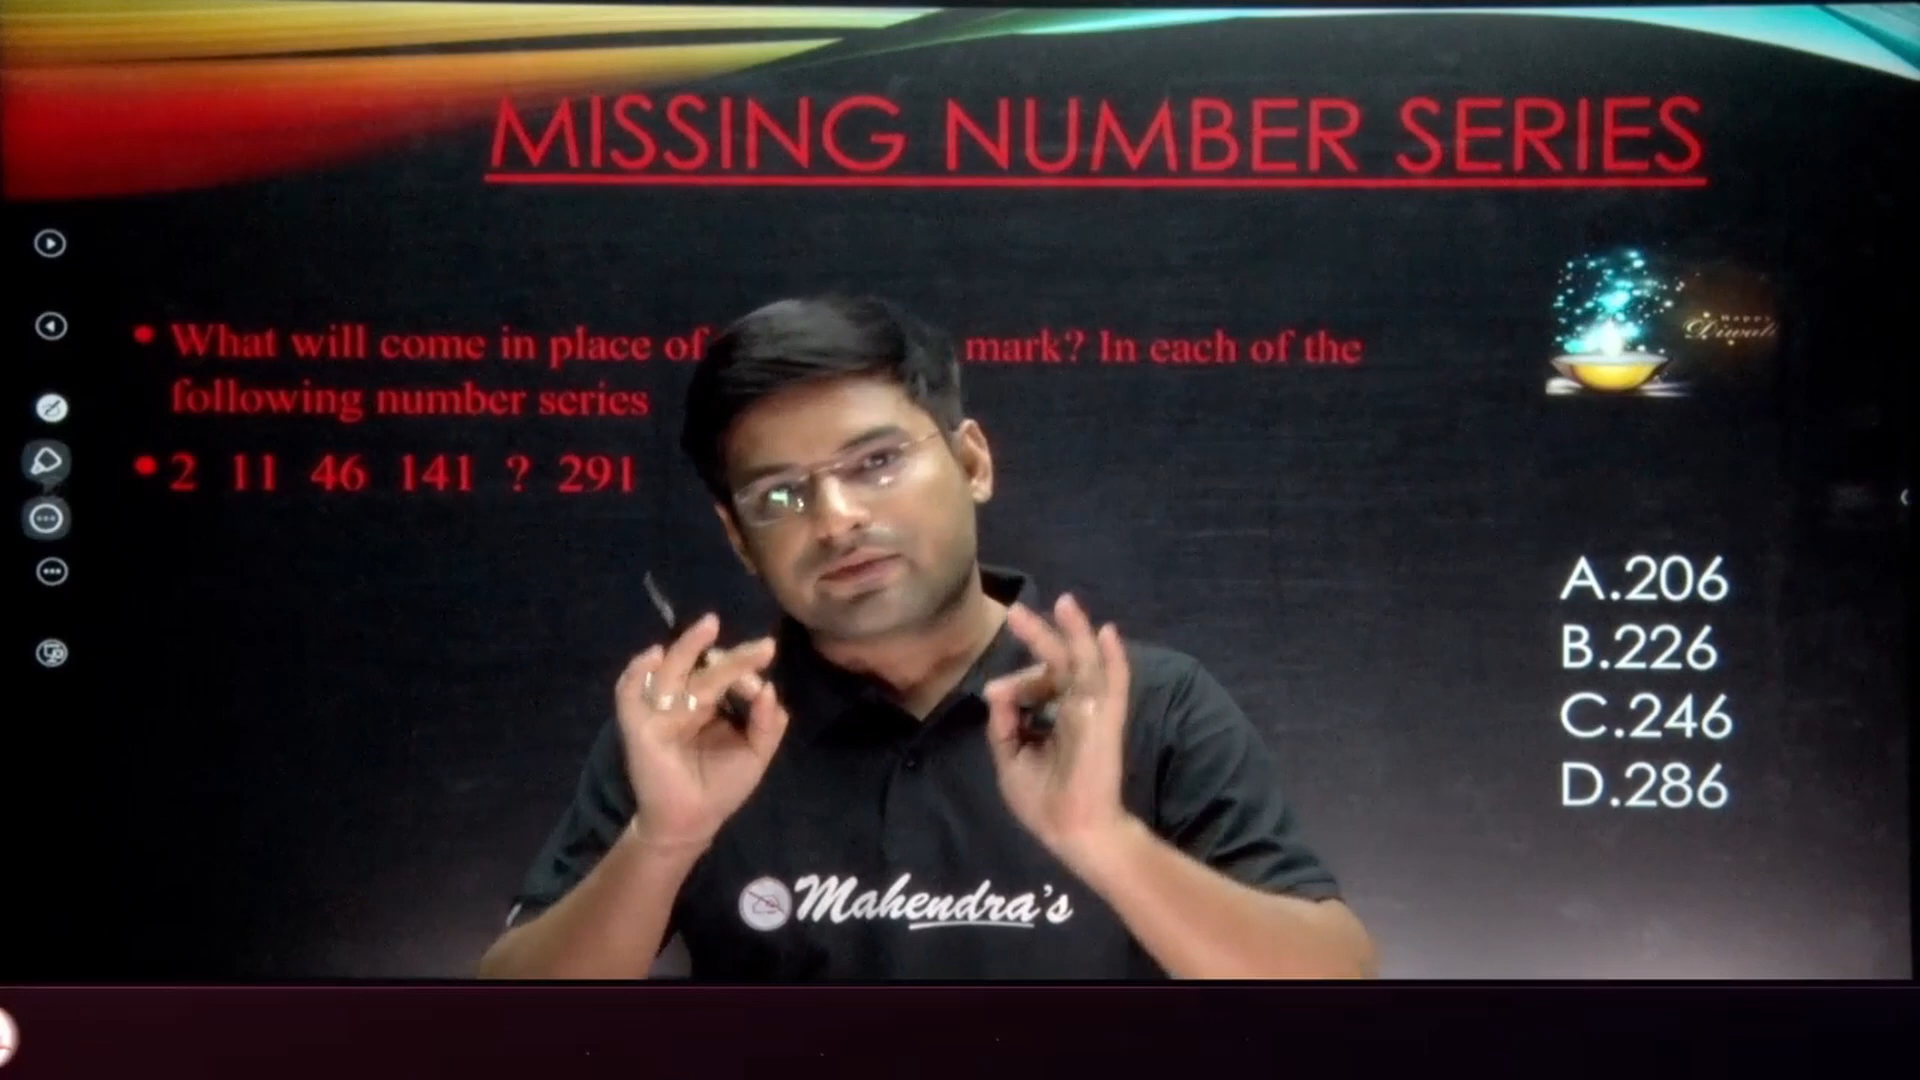 MISSING NUMBER SERIES
• What will come in place of mark? In each of the
following number series
• 2 11 46 141 ? 291
Diwali
A.206
B.226
C.246
D.286
Mahendra's